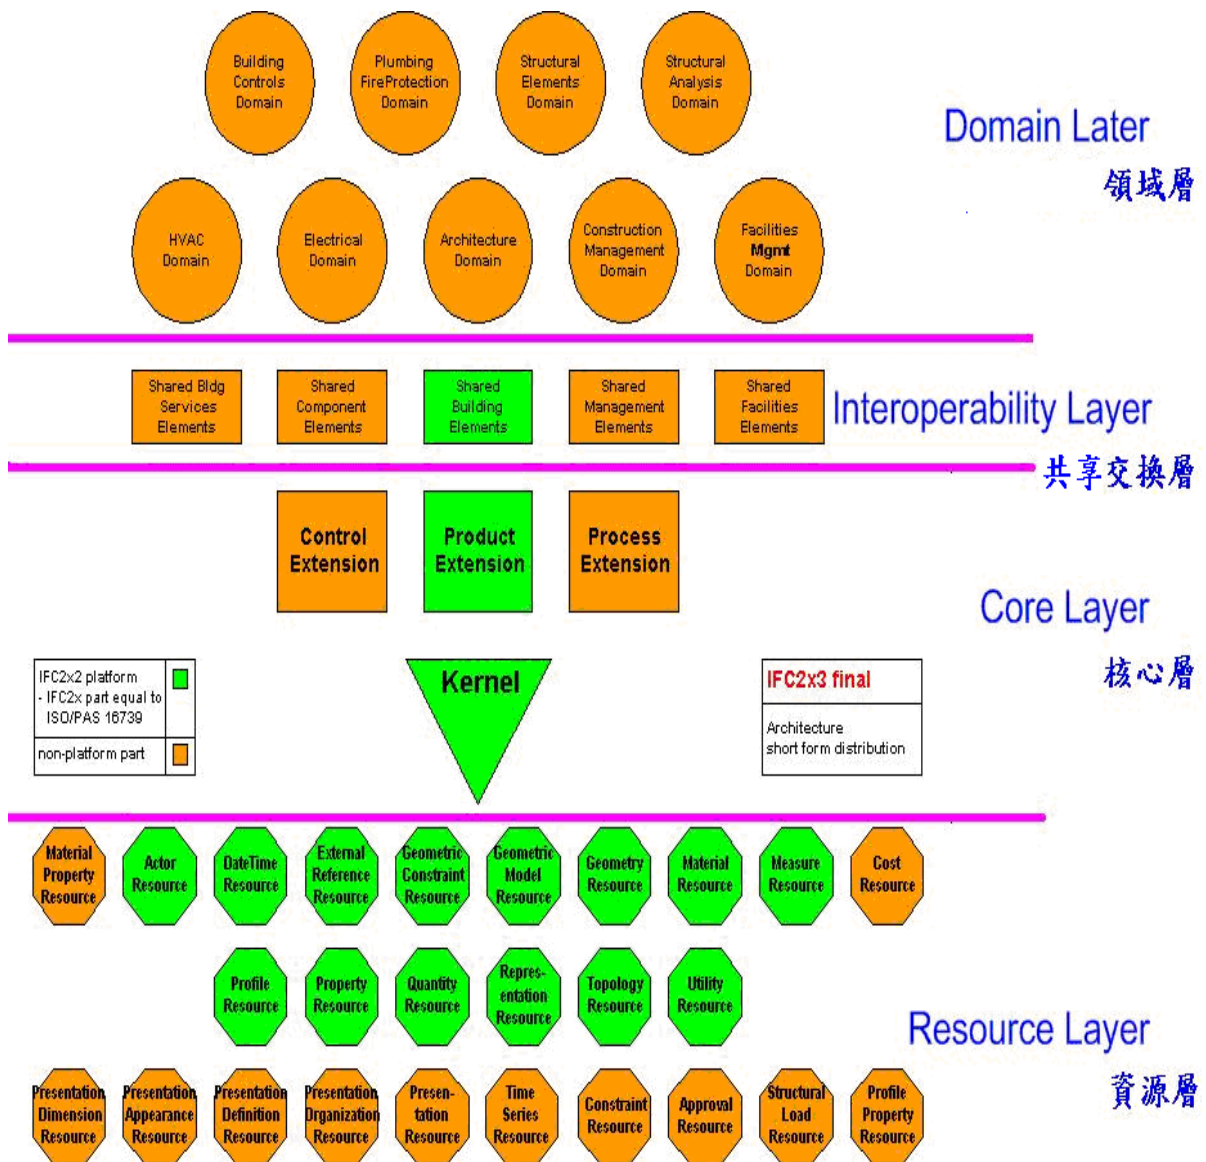 Building
Controls
Domain
Plumbing
FireProtection
Domain
Structural
Elements
Domain
Structural
Analysis
Domain
Domain Later
領域層
HVAC
Domain
Electrical
Domain
Architecture
Domain
Construction
Management
Domain
Facilities
Mgmt
Domain
Shared Bldg
Services
Elements
Shared
Component
Elements
Shared
Building
Elements
Shared
Management
Elements
Shared
Facilities
Elements
Interoperability Layer
共享交換層
Control
Extension
Product
Extension
Process
Extension
Core Layer
核心層
IFC2x2 platform
- IFC2x part equal to
ISO/PAS 16739
non-platform part
Kernel
IFC2x3 final
Architecture
short form distribution
Material
Property
Resource
Actor
Resource
DateTime
Resource
External
Reference
Resource
Geometric
Constraint
Resource
Geometric
Model
Resource
Geometry
Resource
Material
Resource
Measure
Resource
Cost
Resource
Profile
Resource
Property
Resource
Quantity
Resource
Repres-
entation
Resource
Topology
Resource
Utility
Resource
Resource Layer
資源層
Presentation
Dimension
Resource
Presentation
Appearance
Resource
Presentation
Definition
Resource
Presentation
Organization
Resource
Presen-
tation
Resource
Time
Series
Resource
Constraint
Resource
Approval
Resource
Structural
Load
Resource
Profile
Property
Resource